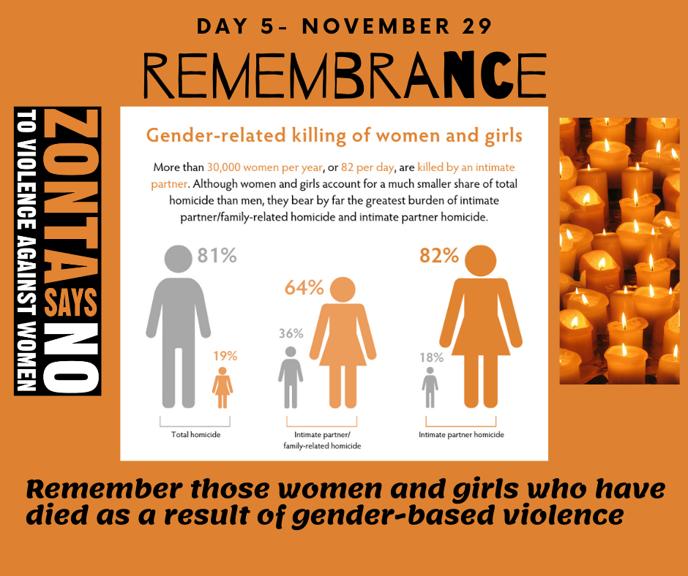 DAY 5- NOVEMBER 29
REMEMBRANCE
ZONTA SAYS NO
TO VIOLENCE AGAINST WOMEN
Gender-related killing of women and girls
More than 30,000 women per year, or 82 per day, are killed by an intimate
partner. Although women and girls account for a much smaller share of total
homicide than men, they bear by far the greatest burden of intimate
partner/family-related homicide and intimate partner homicide.
81%
19%
Total homicide
64%
36%
Intimate partner/
family-related homicide
82%
18%
Intimate partner homicide
Remember those women and girls who have
died as a result of gender-based violence